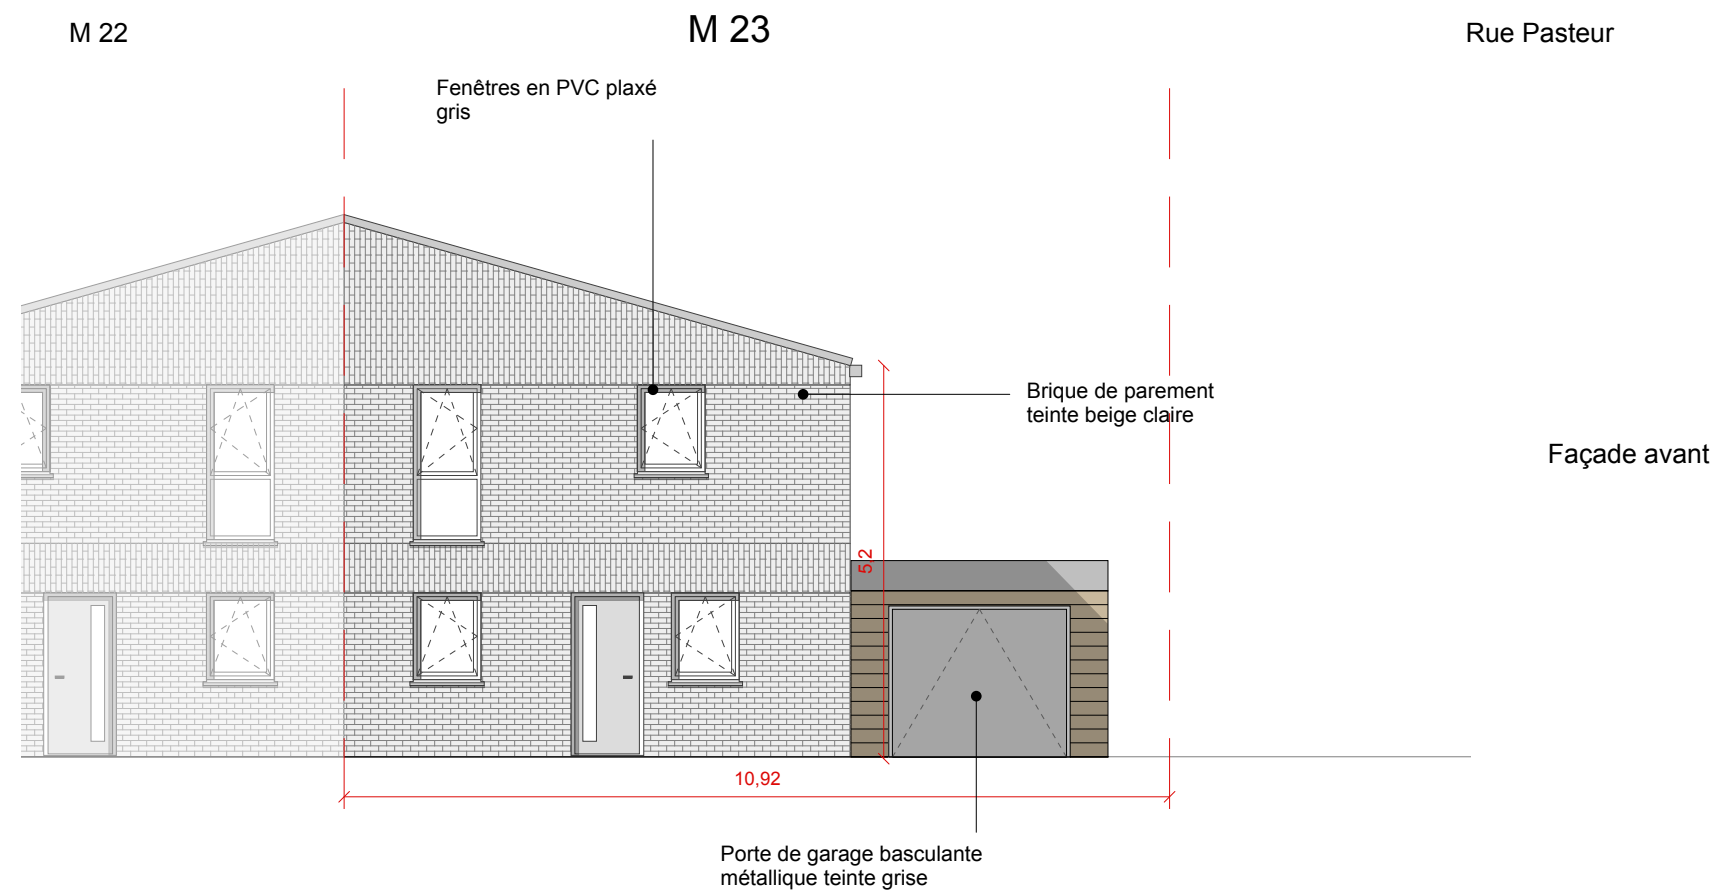 M 22
M 23
Rue Pasteur
Fenêtres en PVC plaxé
gris
Brique de parement
teinte beige claire
Façade avant
5,2
10,92
Porte de garage basculante
métallique teinte grise